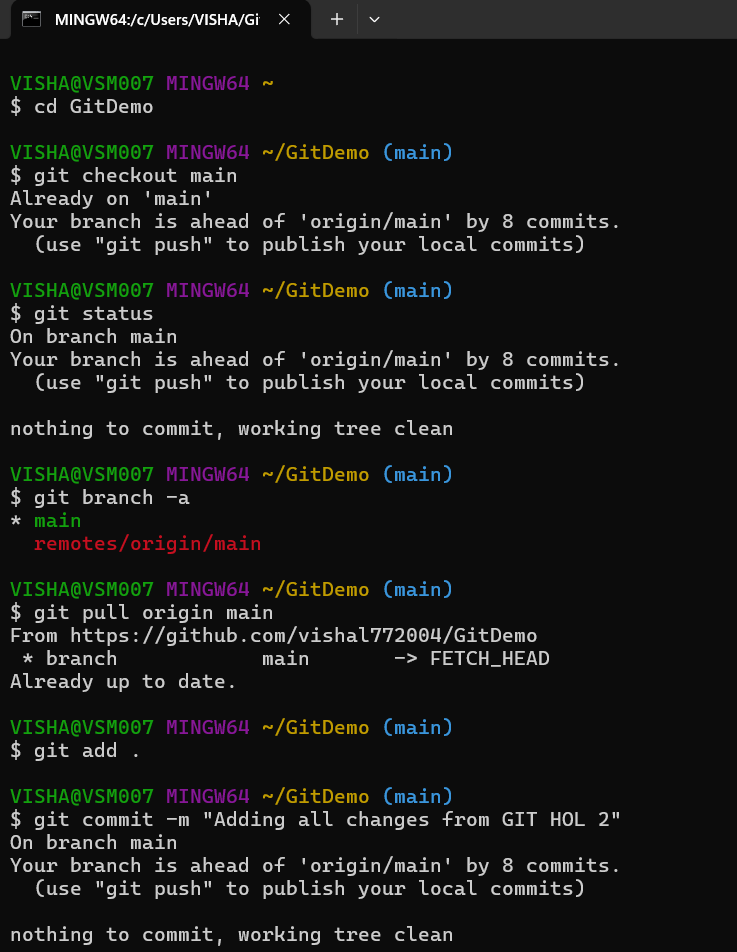 MINGW64:/c/Users/VISHA/Gi
VISHA@VSM007 MINGW64 ~
$ cd GitDemo
VISHA@VSM007 MINGW64 ~/GitDemo (main)
$ git checkout main
Already on 'main'
Your branch is ahead of 'origin/main' by 8 commits.
  (use "git push" to publish your local commits)
VISHA@VSM007 MINGW64 ~/GitDemo (main)
$ git status
On branch main
Your branch is ahead of 'origin/main' by 8 commits.
  (use "git push" to publish your local commits)
nothing to commit, working tree clean
VISHA@VSM007 MINGW64 ~/GitDemo (main)
$ git branch -a
* main
  remotes/origin/main
VISHA@VSM007 MINGW64 ~/GitDemo (main)
$ git pull origin main
From https://github.com/vishal772004/GitDemo
 * branch            main       -> FETCH_HEAD
Already up to date.
VISHA@VSM007 MINGW64 ~/GitDemo (main)
$ git add .
VISHA@VSM007 MINGW64 ~/GitDemo (main)
$ git commit -m "Adding all changes from GIT HOL 2"
On branch main
Your branch is ahead of 'origin/main' by 8 commits.
  (use "git push" to publish your local commits)
nothing to commit, working tree clean